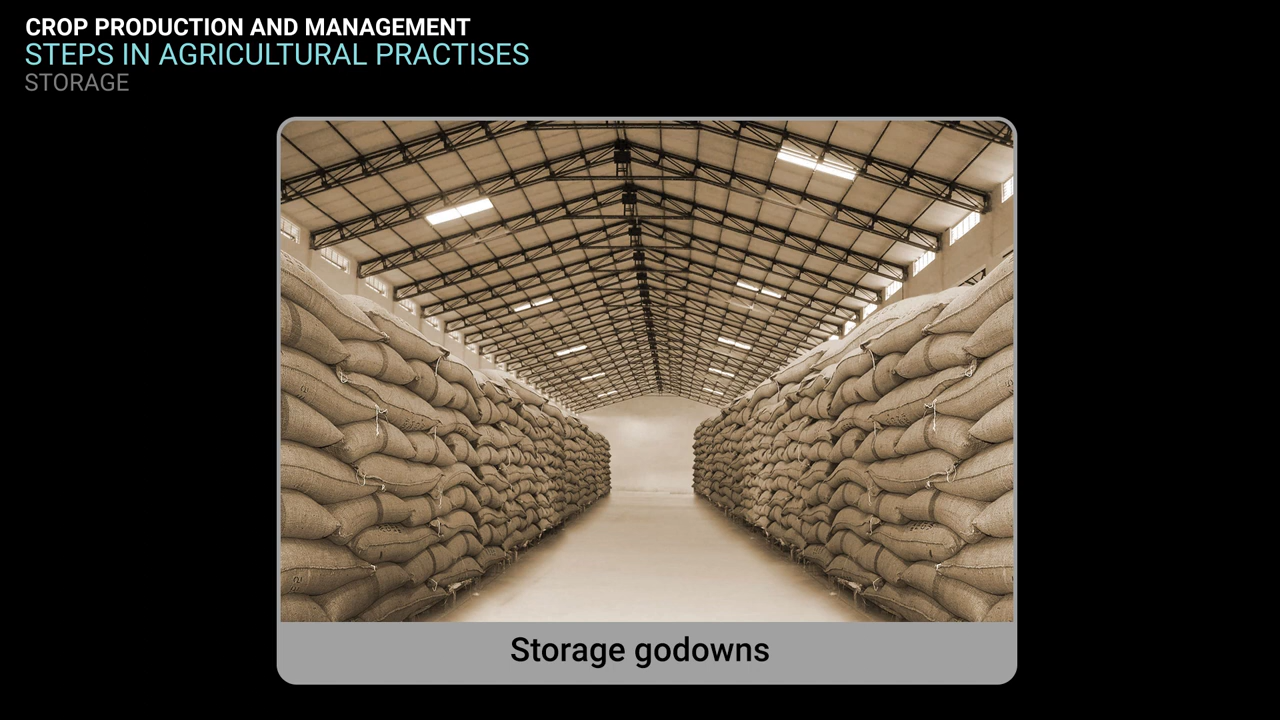 CROP PRODUCTION AND MANAGEMENT
STEPS IN AGRICULTURAL PRACTISES
STORAGE
Storage godowns